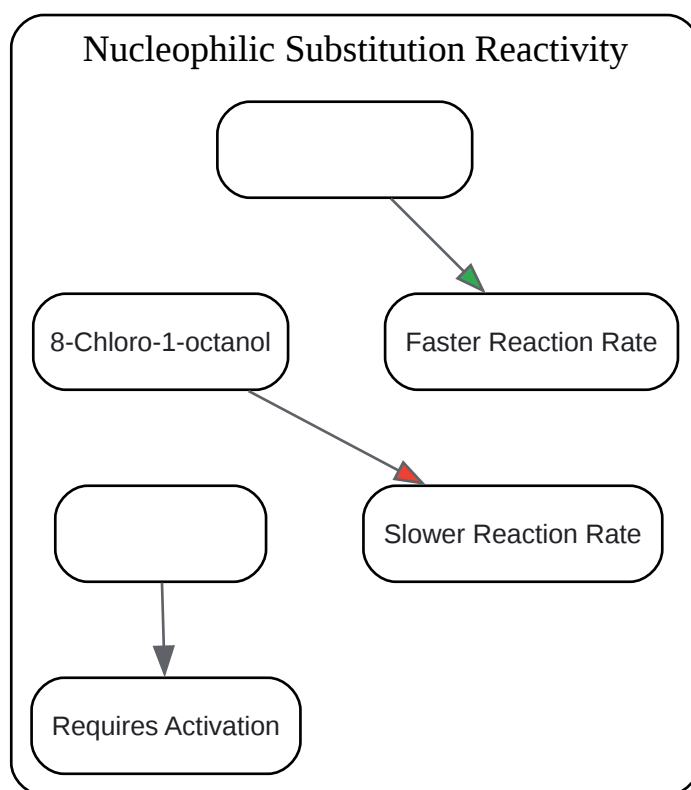 Nucleophilic Substitution Reactivity
8-Chloro-1-octanol
Faster Reaction Rate
Slower Reaction Rate
Requires Activation